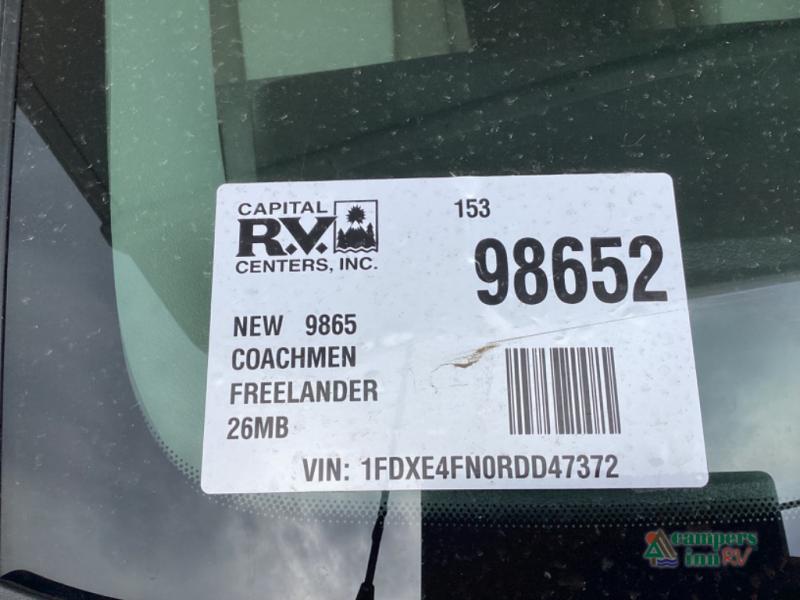 CAPITAL
R.V.
CENTERS, INC.
153
98652
NEW 9865
COACHMEN
FREELANDER
26MB
VIN: 1FDXE4FN0RDD47372
campers
inn RV